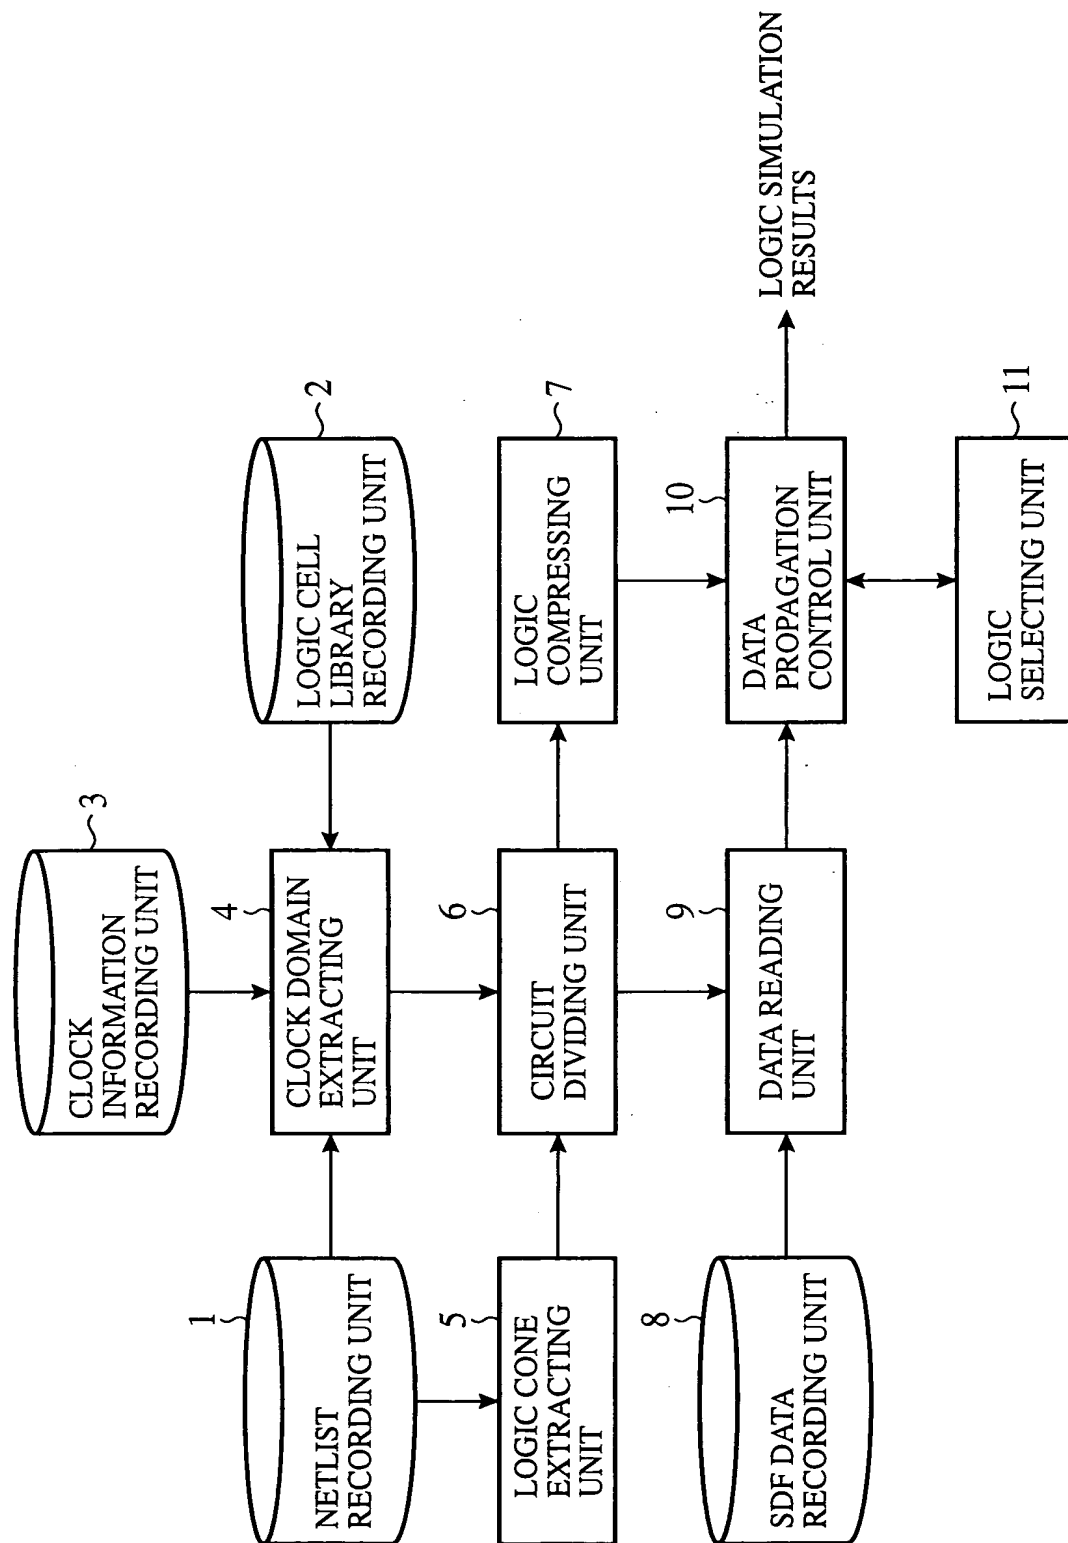 3
CLOCK
INFORMATION
RECORDING UNIT
1
NETLIST
RECORDING UNIT
4
CLOCK DOMAIN
EXTRACTING
UNIT
2
LOGIC CELL
LIBRARY
RECORDING UNIT
5
LOGIC CONE
EXTRACTING
UNIT
6
CIRCUIT
DIVIDING UNIT
7
LOGIC
COMPRESSING
UNIT
8
SDF DATA
RECORDING UNIT
9
DATA READING
UNIT
10
DATA
PROPAGATION
CONTROL UNIT
LOGIC SIMULATION
RESULTS
11
LOGIC
SELECTING UNIT